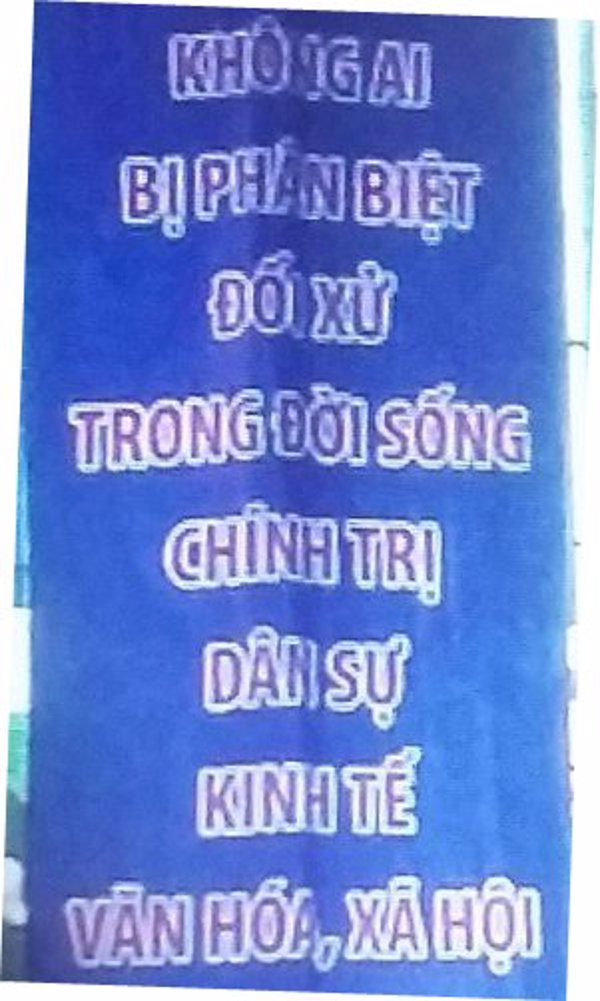 KHÔNG AI
BỊ PHÂN BIỆT
ĐỐI XỬ
TRONG ĐỜI SỐNG
CHÍNH TRỊ
DÂN SỰ
KINH TẾ
VĂN HÓA, XÃ HỘI